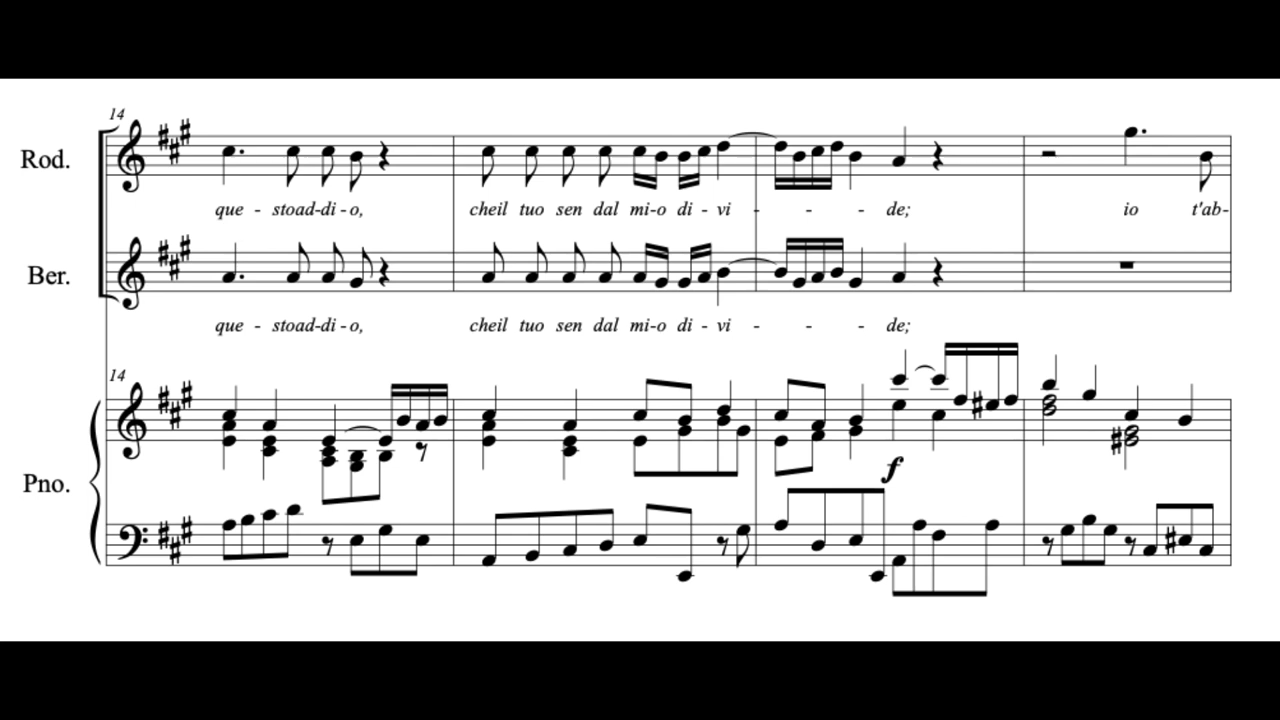 14
Rod.
que - stoad-di - o, cheil tuo sen dal mi-o di - vi - - - de; io t'ab-
Ber.
que - stoad-di - o, cheil tuo sen dal mi-o di - vi - - - de;
14
Pno.
f